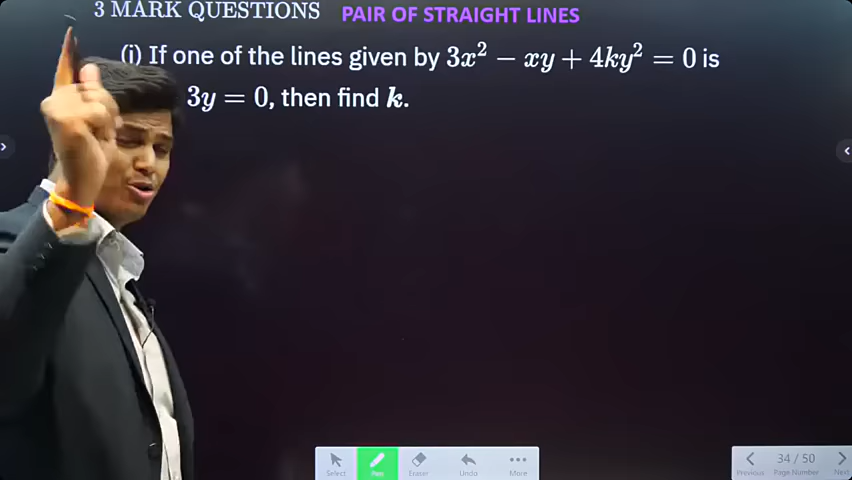 3 MARK QUESTIONS PAIR OF STRAIGHT LINES
(i) If one of the lines given by 3x² − xy + 4ky² = 0 is
3y = 0, then find k.
Select Pen Eraser Undo More
34 / 50
Previous Page Number Next